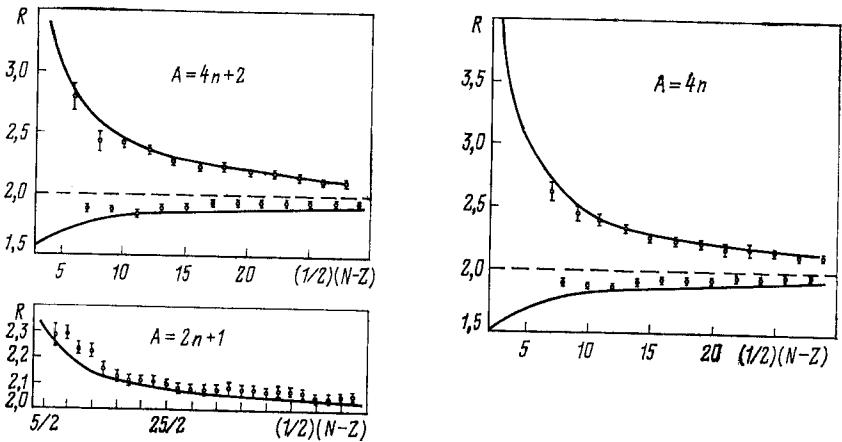 R
3,0
2,5
2,0
1,5
A=4n+2
5 10 15 20 (1/2)(N-Z)
R
2,3
2,2
2,1
2,0
A=2n+1
5/2 25/2 (1/2)(N-Z)
R
3,5
3,0
2,5
2,0
1,5
A=4n
5 10 15 20 (1/2)(N-Z)